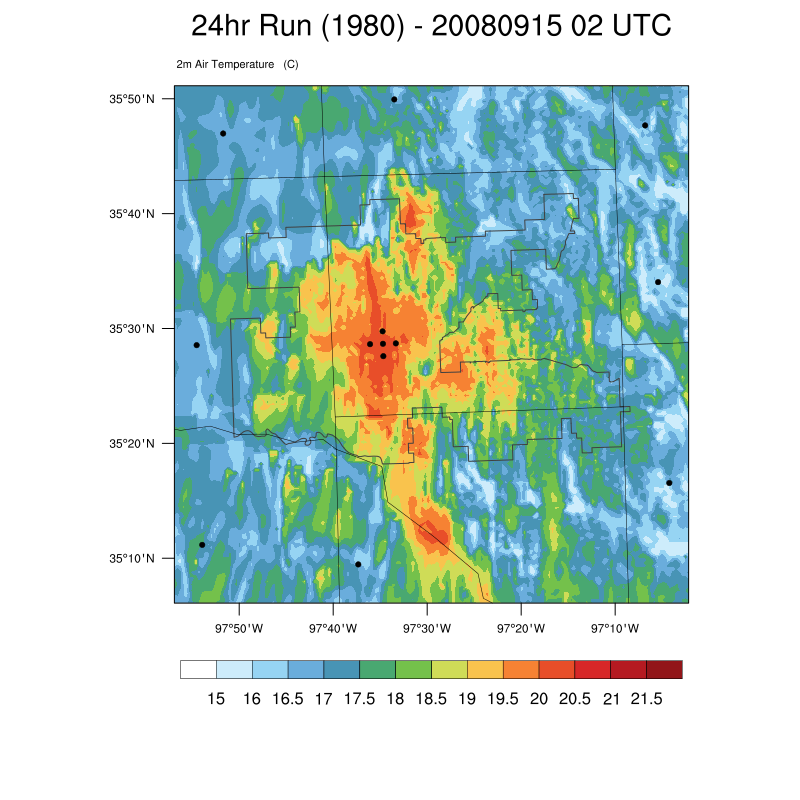 24hr Run (1980) - 20080915 02 UTC
2m Air Temperature (C)
35°50'N
35°40'N
35°30'N
35°20'N
35°10'N
97°50'W 97°40'W 97°30'W 97°20'W 97°10'W
15 16 16.5 17 17.5 18 18.5 19 19.5 20 20.5 21 21.5